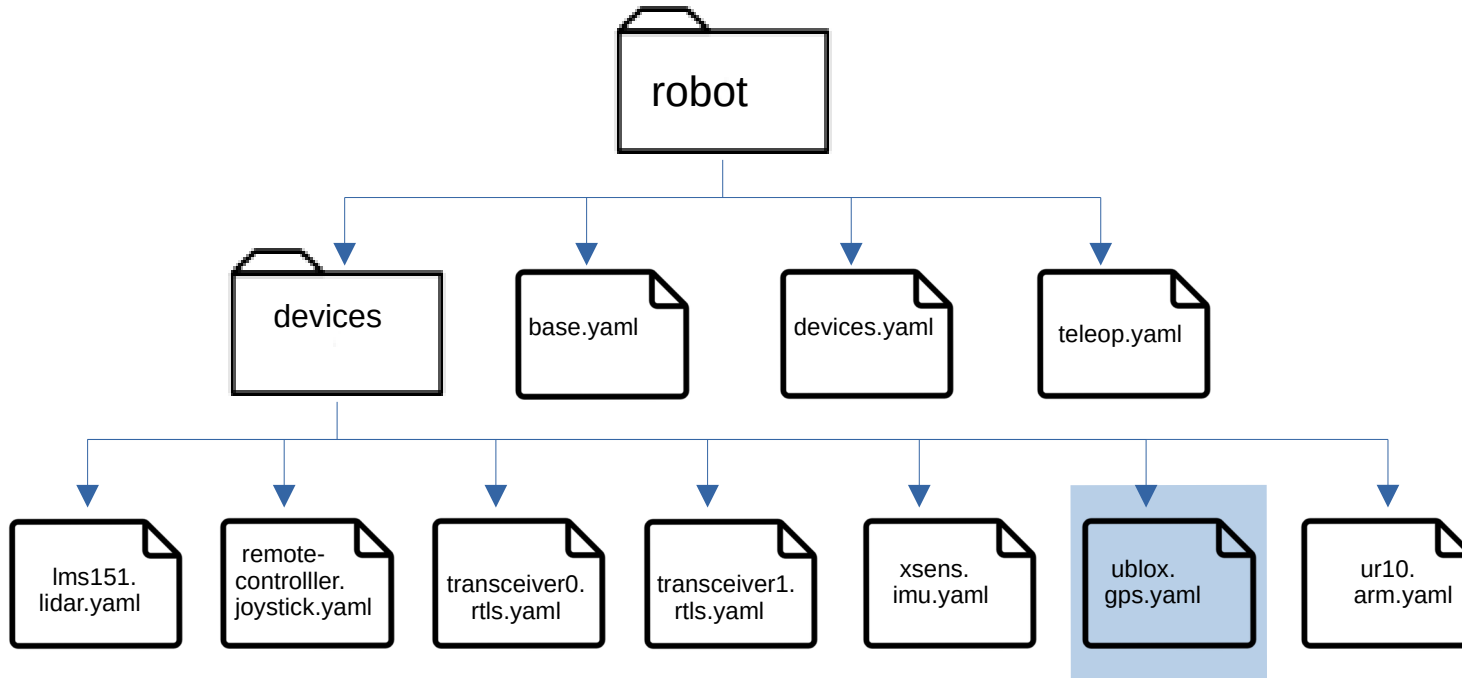 robot
devices
base.yaml
devices.yaml
teleop.yaml
lms151.
lidar.yaml
remote-
controlller.
joystick.yaml
transceiver0.
rtls.yaml
transceiver1.
rtls.yaml
xsens.
imu.yaml
ublox.
gps.yaml
ur10.
arm.yaml